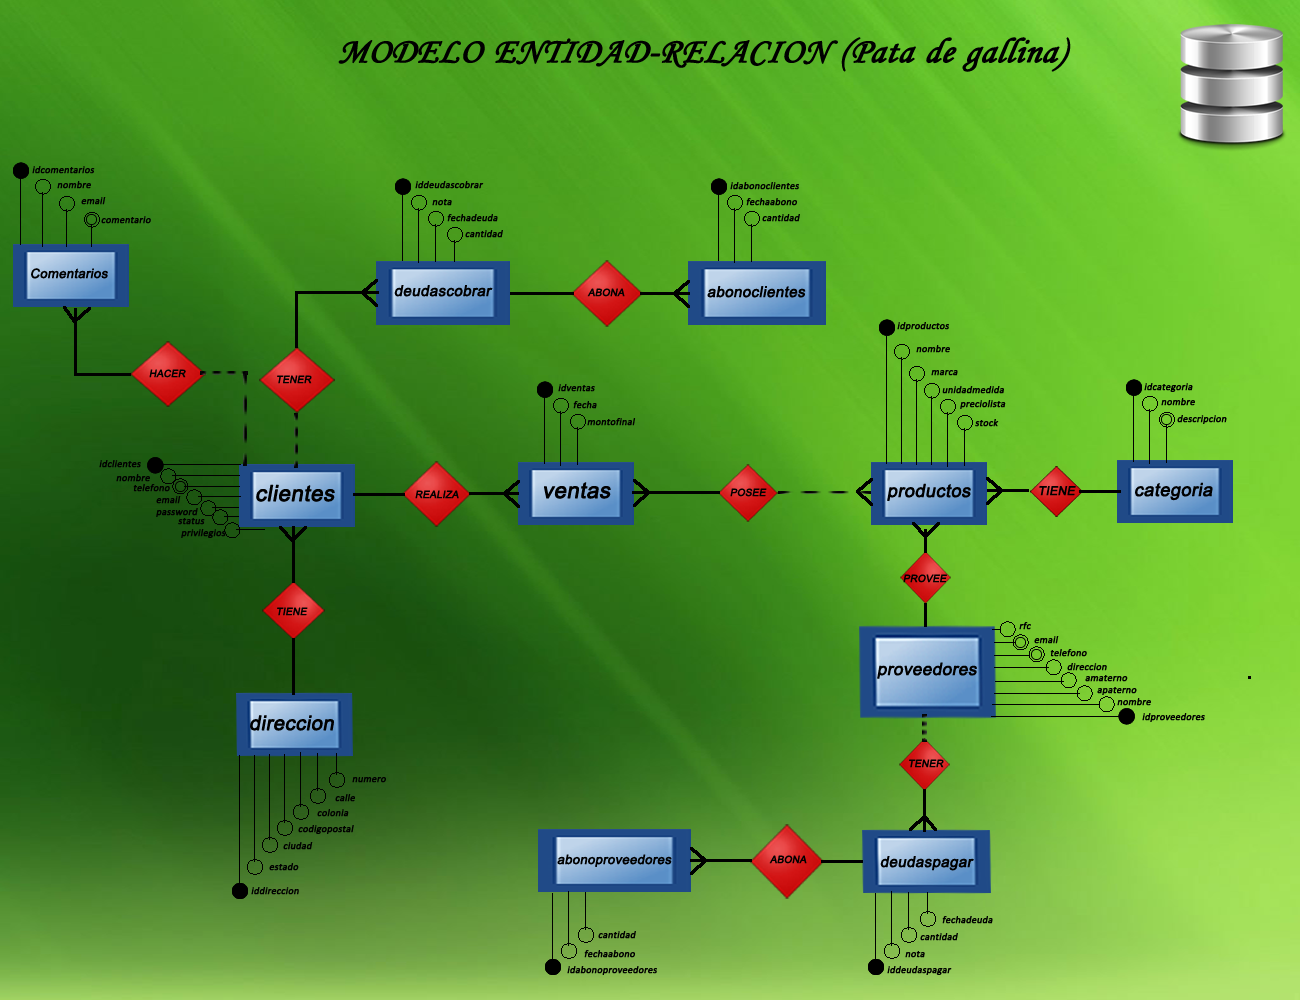 MODELO ENTIDAD-RELACION (Pata de gallina)
idcomentarios
nombre
email
comentario
Comentarios
iddeudascobrar
nota
fechadeuda
cantidad
deudascobrar
ABONA
idabonoclientes
fechaabono
cantidad
abonoclientes
HACER
TENER
idproductos
nombre
marca
unidadmedida
preciolista
stock
idventas
fecha
montofinal
idcategoria
nombre
descripcion
idclientes
nombre
telefono
email
password
status
privilegios
clientes
REALIZA
ventas
POSEE
productos
TIENE
categoria
TIENE
PROVEE
direccion
numero
calle
colonia
codigopostal
ciudad
estado
iddireccion
proveedores
rfc
email
telefono
direccion
amaterno
apaterno
nombre
idproveedores
TENER
abonoproveedores
ABONA
deudaspagar
cantidad
fechaabono
idabonoproveedores
fechadeuda
cantidad
nota
iddeudaspagar